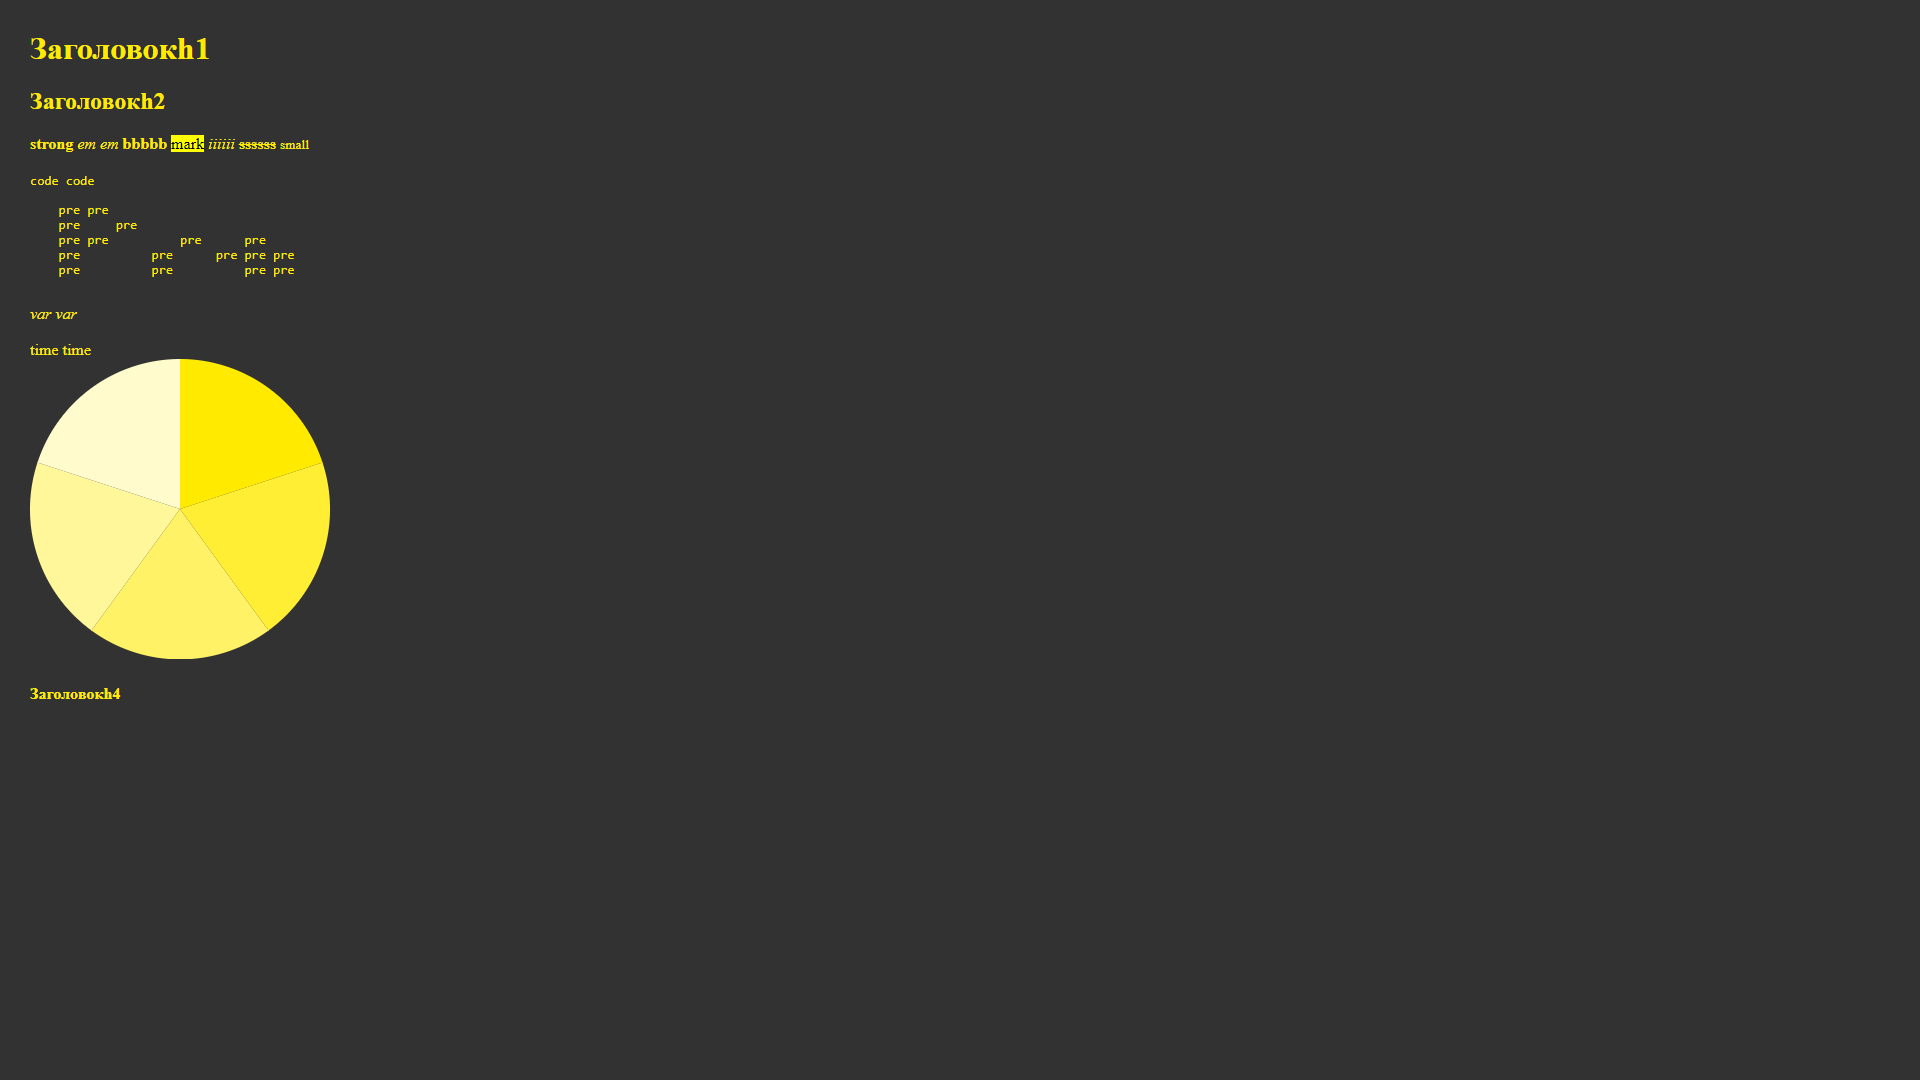 Заголовокh1
Заголовокh2
strong em em bbbbb mark iiiiii ssssss small
code code
pre pre
pre     pre
pre pre          pre      pre
pre          pre      pre pre pre
pre          pre          pre pre
var var
time time
Заголовокh4